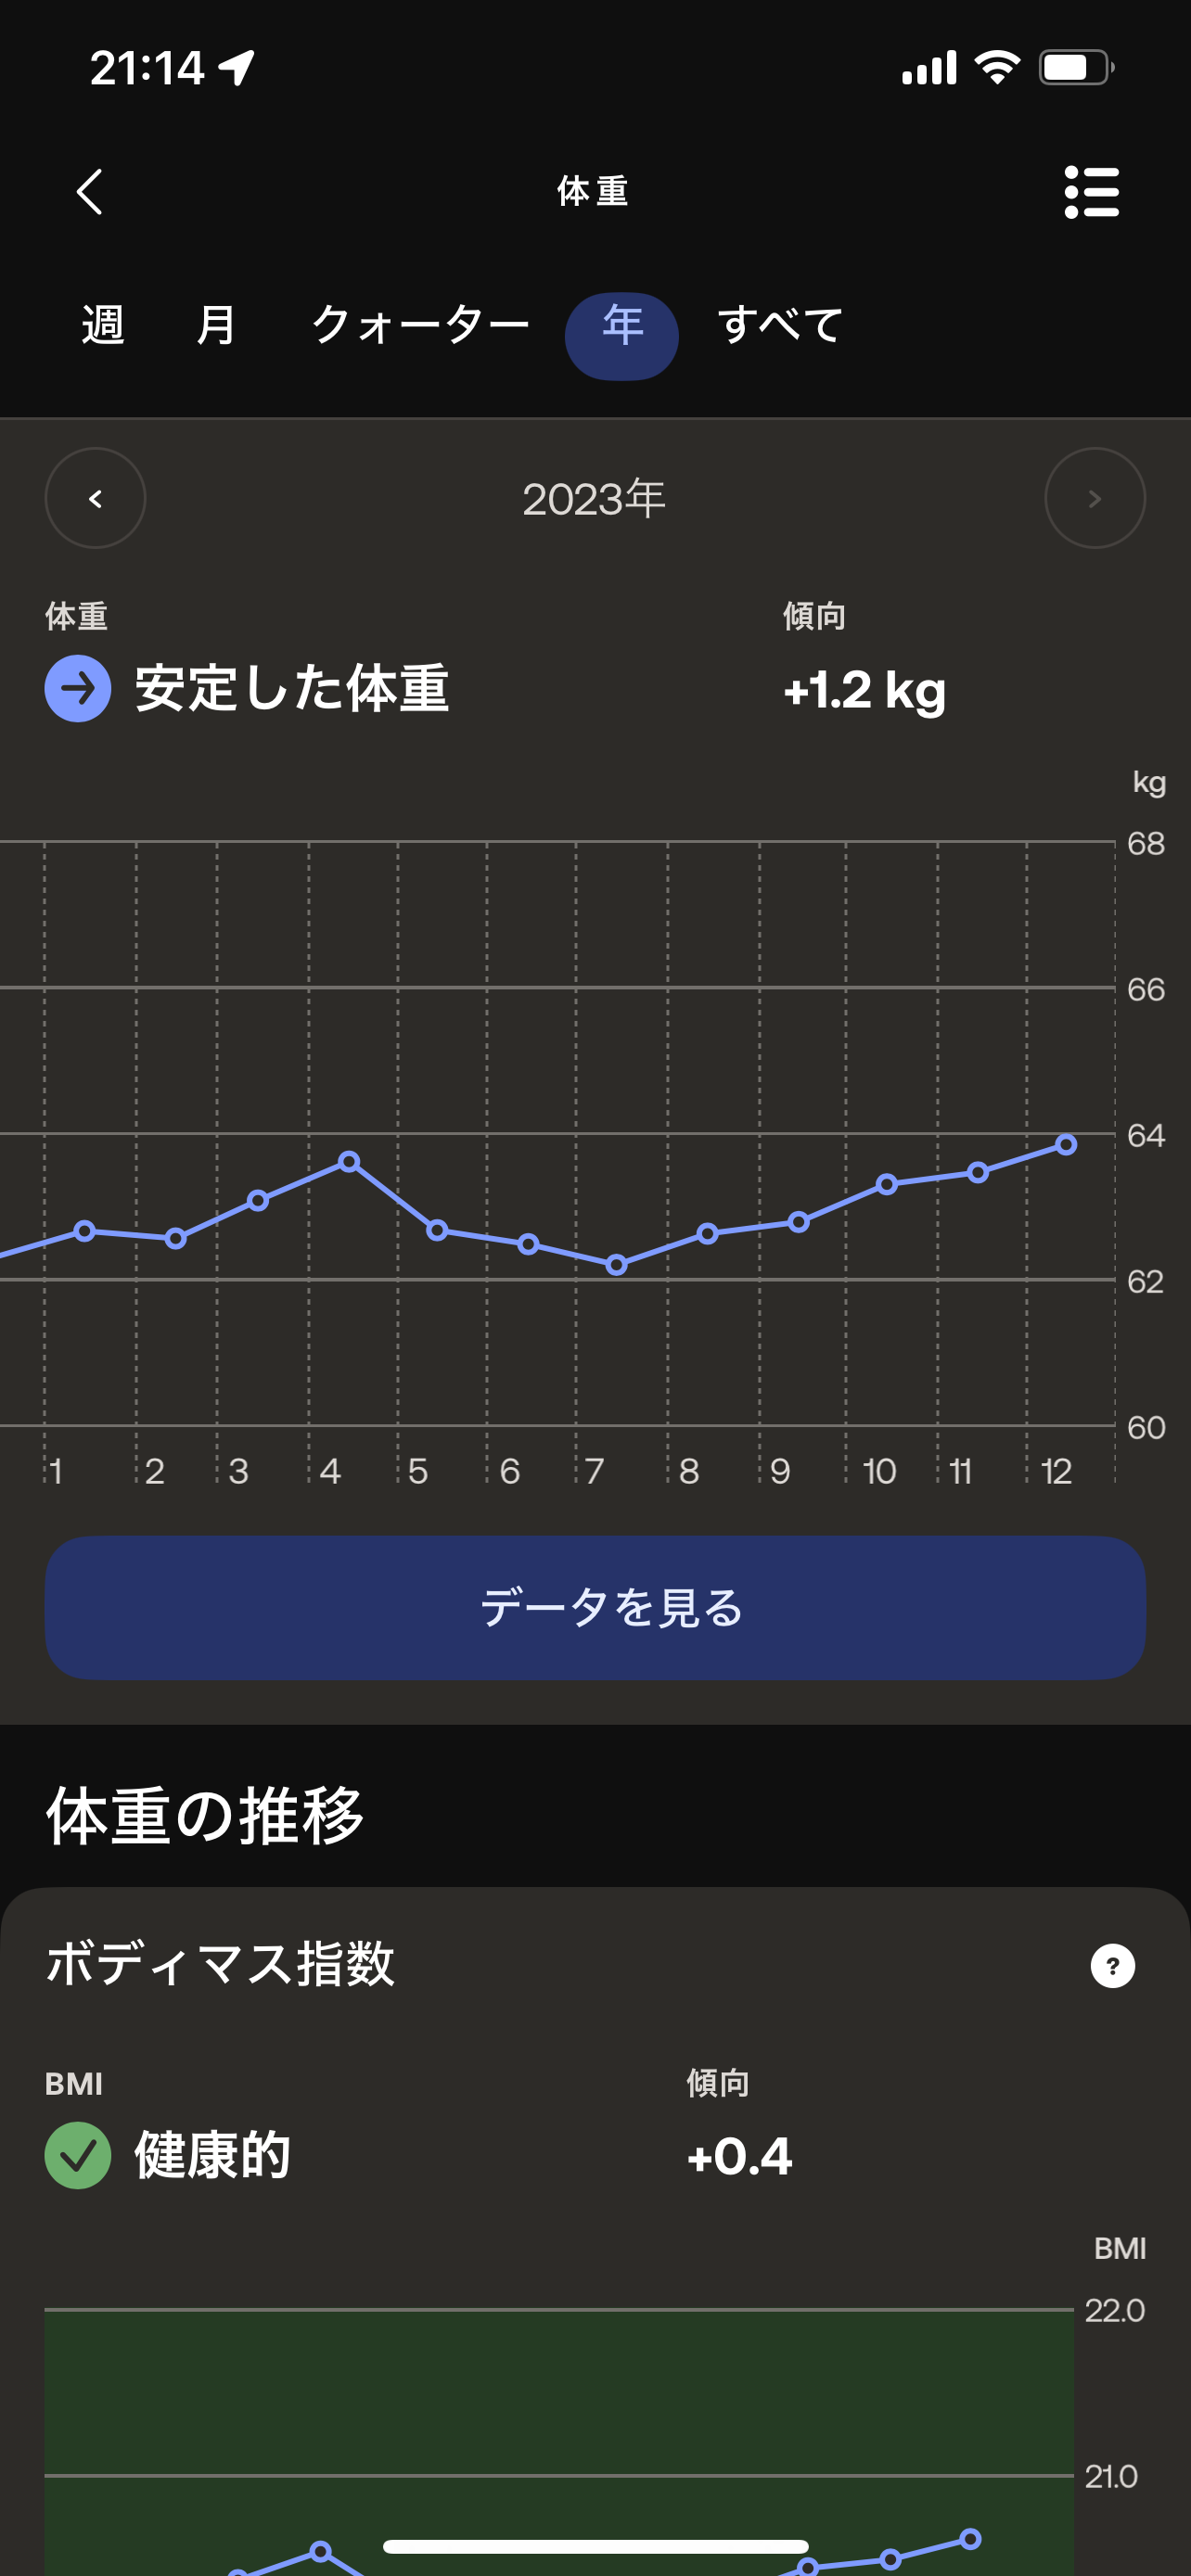 21:14
体重
週 月 クォーター 年 すべて
2023年
体重 傾向
安定した体重 +1.2 kg
kg
68
66
64
62
60
1 2 3 4 5 6 7 8 9 10 11 12
データを見る
体重の推移
ボディマス指数 ?
BMI 傾向
健康的 +0.4
BMI
22.0
21.0